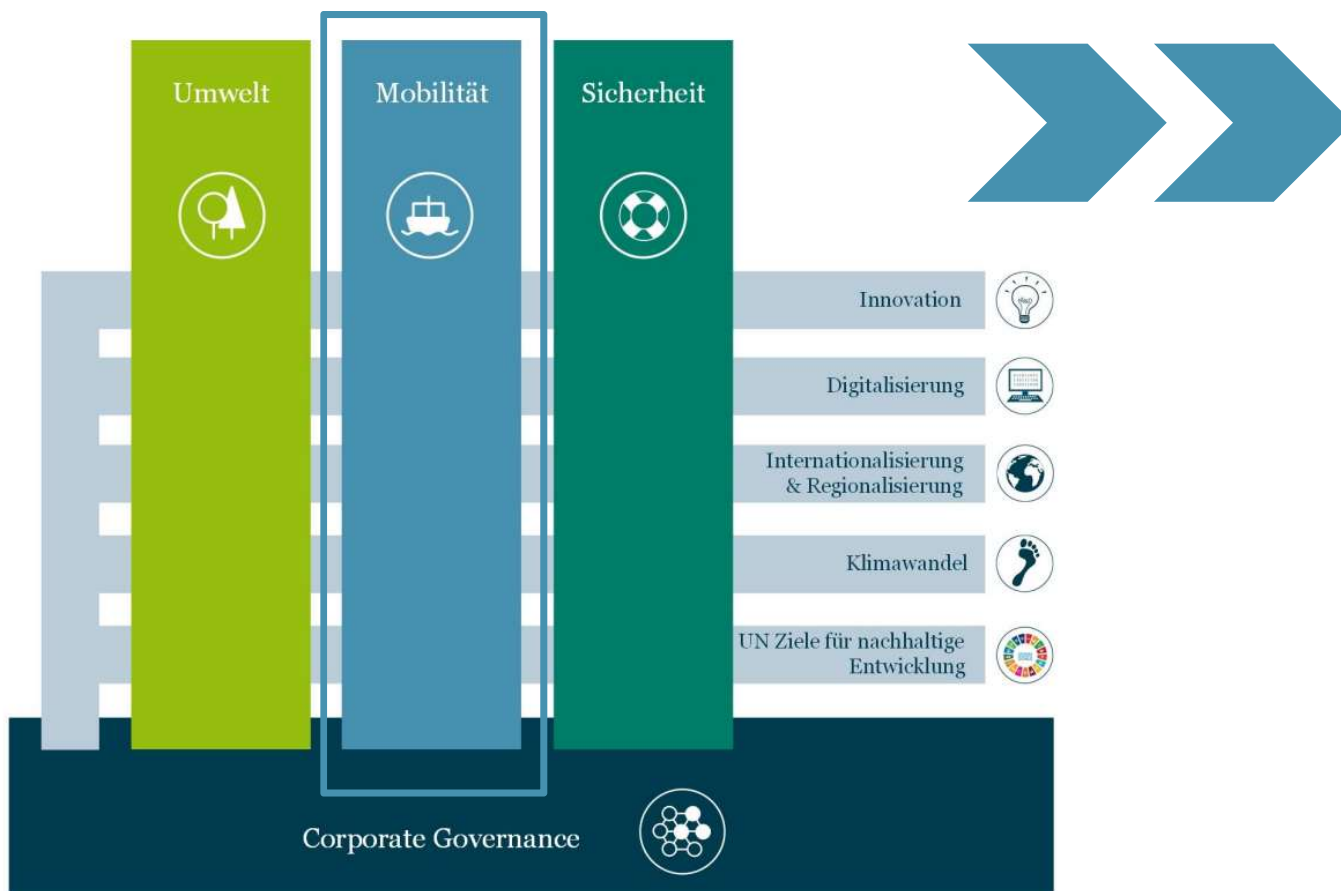 Umwelt
Mobilität
Sicherheit
Innovation
Digitalisierung
Internationalisierung
& Regionalisierung
Klimawandel
UN Ziele für nachhaltige
Entwicklung
Corporate Governance